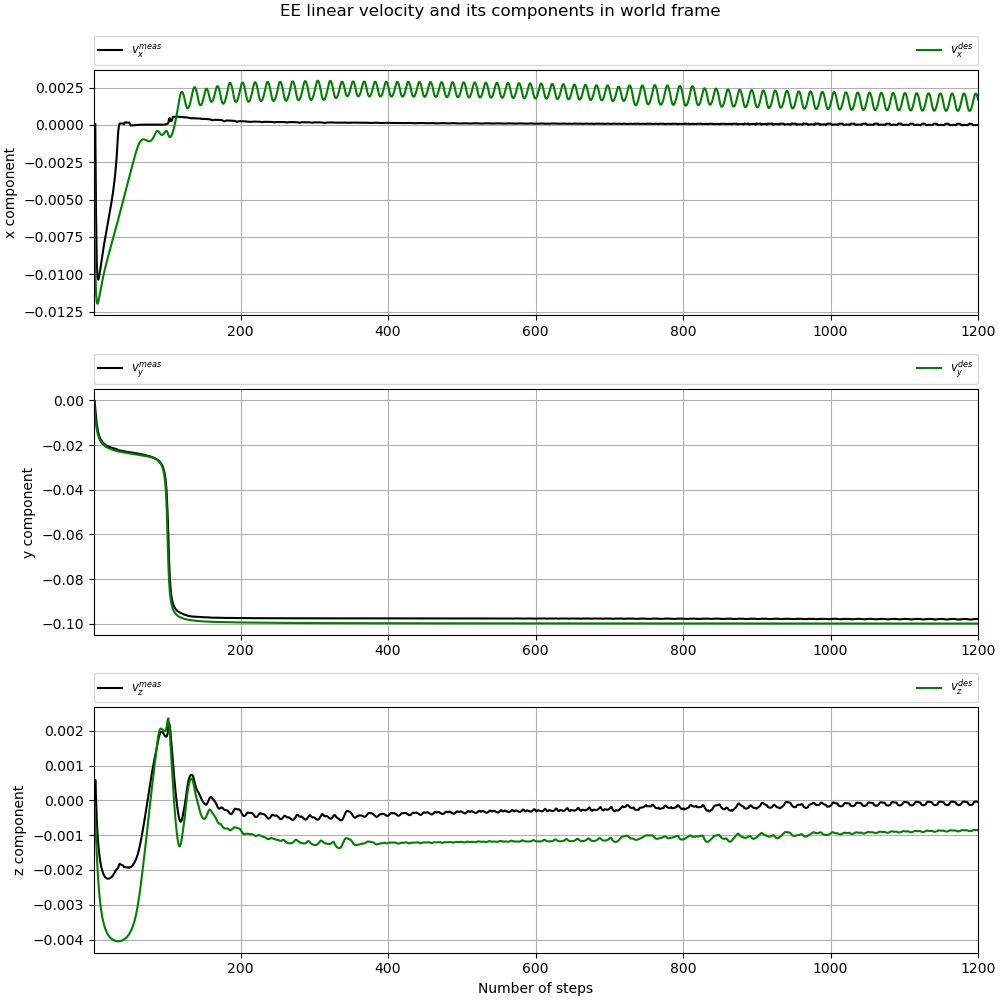 EE linear velocity and its components in world frame
v_x^meas v_x^des
0.0025
0.0000
−0.0025
−0.0050
−0.0075
−0.0100
−0.0125
x component
200 400 600 800 1000 1200
v_y^meas v_y^des
0.00
−0.02
−0.04
−0.06
−0.08
−0.10
y component
200 400 600 800 1000 1200
v_z^meas v_z^des
0.002
0.001
0.000
−0.001
−0.002
−0.003
−0.004
z component
200 400 600 800 1000 1200
Number of steps